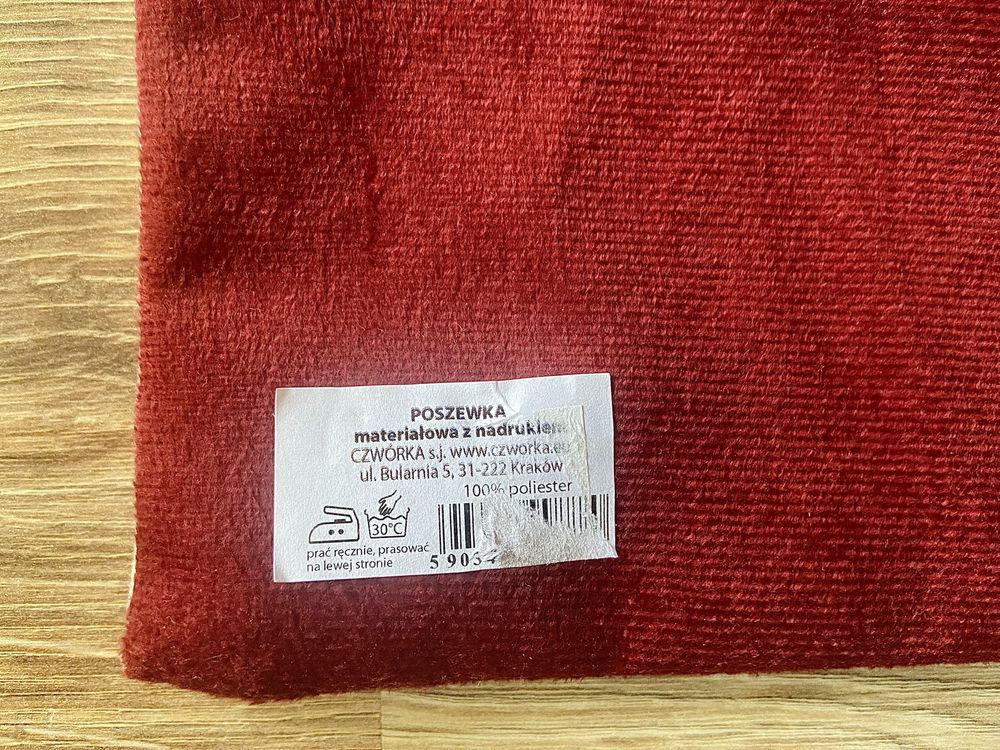 POSZEWKA
materiałowa z nadrukiem
CZWÓRKA s.j. www.czworka.eu
ul. Bularnia 5, 31-222 Kraków
100% poliester
30°C
prać ręcznie, prasować
na lewej stronie
5 9034